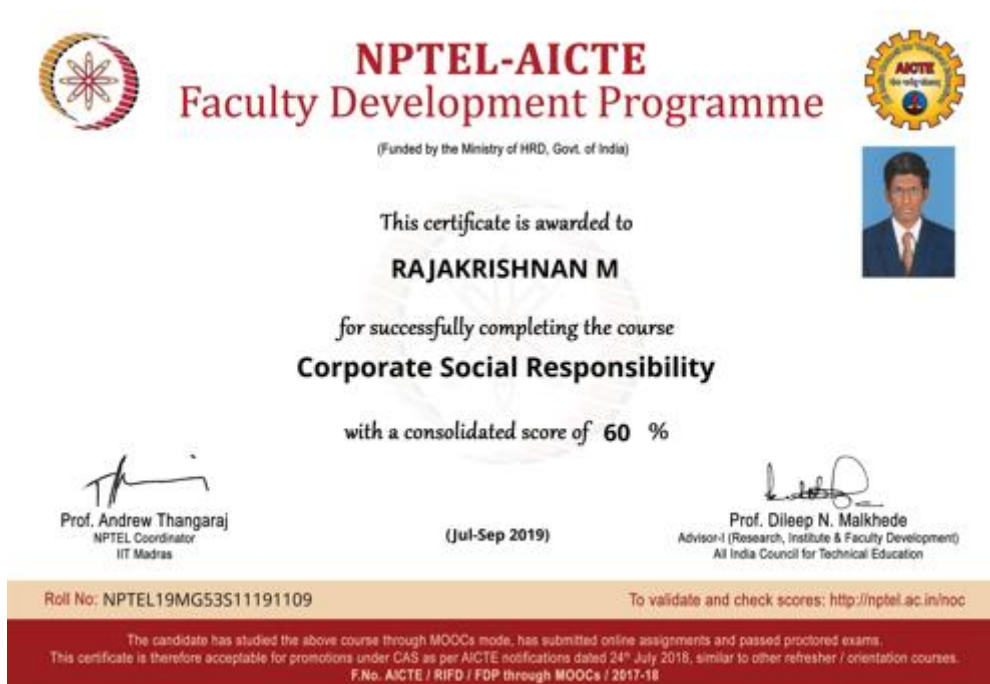 NPTEL-AICTE
Faculty Development Programme
(Funded by the Ministry of HRD, Govt. of India)
AICTE
This certificate is awarded to
RAJAKRISHNAN M
for successfully completing the course
Corporate Social Responsibility
with a consolidated score of 60 %
Prof. Andrew Thangaraj
NPTEL Coordinator
IIT Madras
(Jul-Sep 2019)
Prof. Dileep N. Malkhede
Advisor-I (Research, Institute & Faculty Development)
All India Council for Technical Education
Roll No: NPTEL19MG53S11191109
To validate and check scores: http://nptel.ac.in/noc
The candidate has studied the above course through MOOCs mode, has submitted online assignments and passed proctored exams.
This certificate is therefore acceptable for promotions under CAS as per AICTE notifications dated 24th July 2018, similar to other refresher / orientation courses.
F.No. AICTE / RIFD / FDP through MOOCs / 2017-18